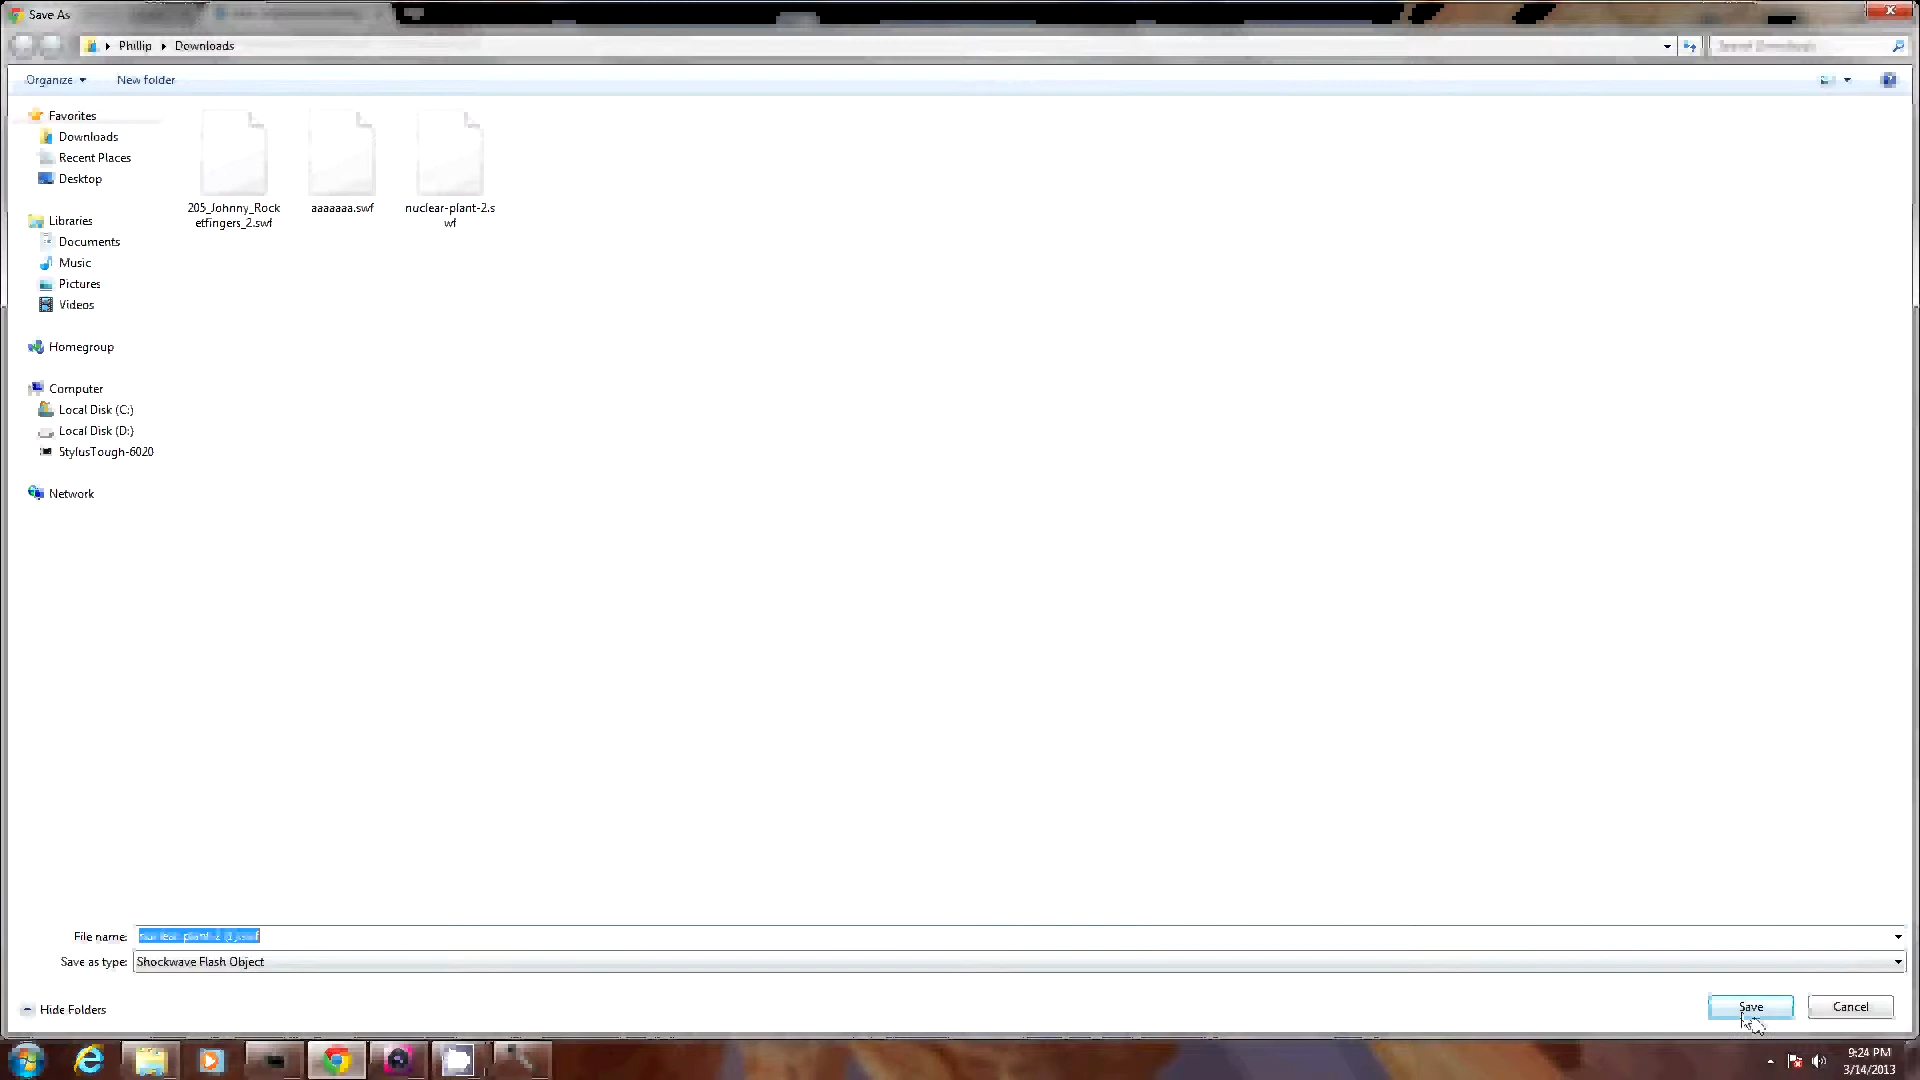 Save As
Phillip Downloads
Organize New folder
Favorites
Downloads
Recent Places
Desktop
Libraries
Documents
Music
Pictures
Videos
Homegroup
Computer
Local Disk (C:)
Local Disk (D:)
StylusTough-6020
Network
205_Johnny_Rock
etfingers_2.swf
aaaaaaa.swf
nuclear-plant-2.s
wf
File name:
Save as type: Shockwave Flash Object
Hide Folders
Save Cancel
9:24 PM
3/14/2013